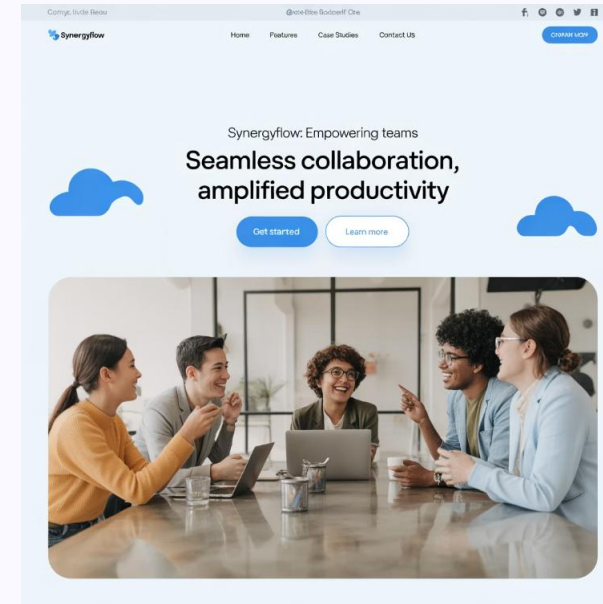 Synergyflow
Home Features Case Studies Contact Us
Synergyflow: Empowering teams
Seamless collaboration,
amplified productivity
Get started Learn more